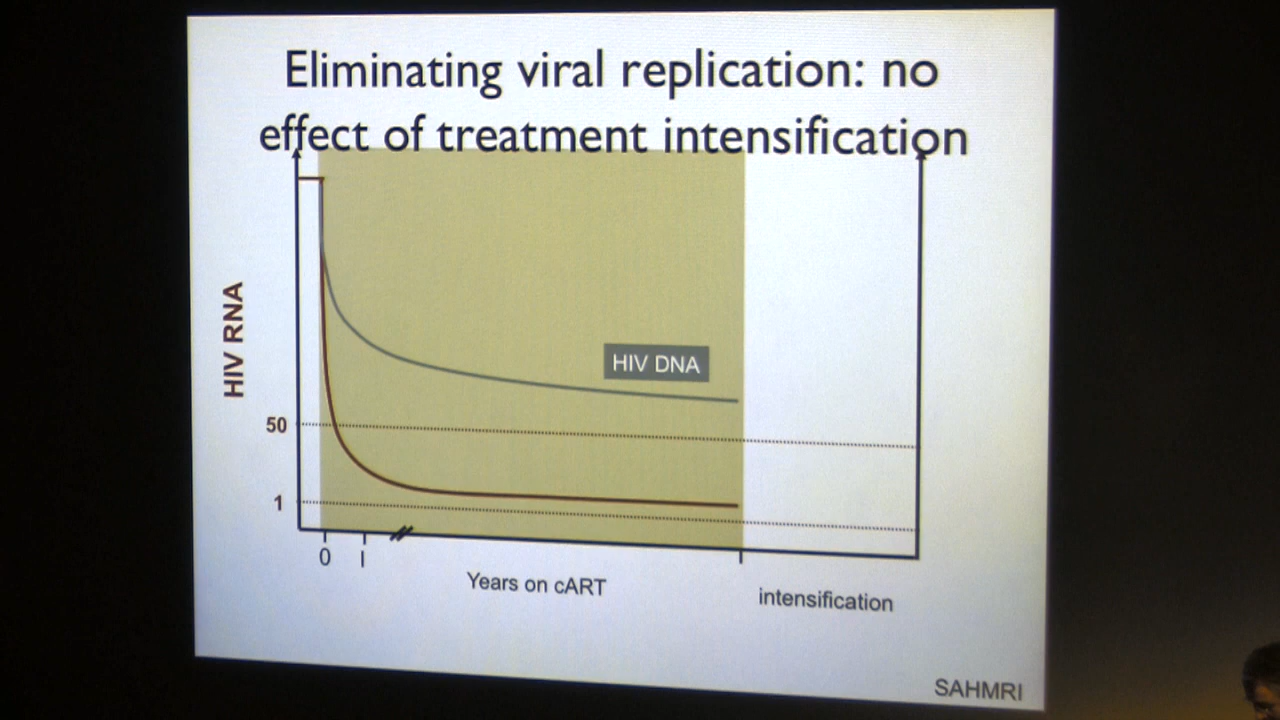 Eliminating viral replication: no
effect of treatment intensification
HIV RNA
HIV DNA
50
1
0 1
Years on cART
intensification
SAHMRI